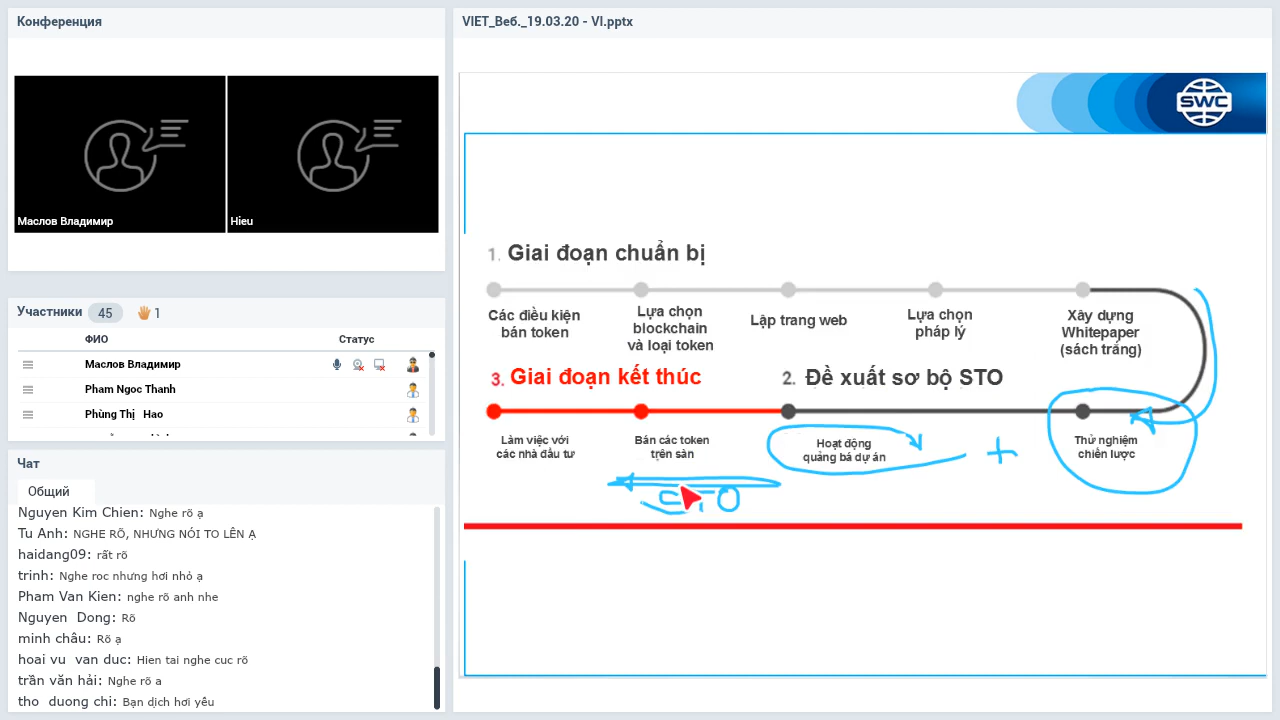 Конференция
Маслов Владимир
Hieu
Участники 45 1
ФИО Статус
Маслов Владимир
Pham Ngoc Thanh
Phùng Thị Hao
Чат
Общий
Nguyen Kim Chien: Nghe rõ ạ
Tu Anh: NGHE RÕ, NHƯNG NÓI TO LÊN Ạ
haidang09: rất rõ
trinh: Nghe roc nhưng hơi nhỏ ạ
Pham Van Kien: nghe rõ anh nhe
Nguyen Dong: Rõ
minh châu: Rõ ạ
hoai vu van duc: Hien tai nghe cuc rõ
trần văn hải: Nghe rõ a
tho duong chi: Bạn dịch hơi yếu
VIET_Веб._19.03.20 - VI.pptx
SWC
1. Giai đoạn chuẩn bị
Các điều kiện
bán token
Lựa chọn
blockchain
và loại token
Lập trang web
Lựa chọn
pháp lý
Xây dựng
Whitepaper
(sách trắng)
3. Giai đoạn kết thúc
2. Đề xuất sơ bộ STO
Làm việc với
các nhà đầu tư
Bán các token
trên sàn
Hoạt động
quảng bá dự án
+
Thử nghiệm
chiến lược